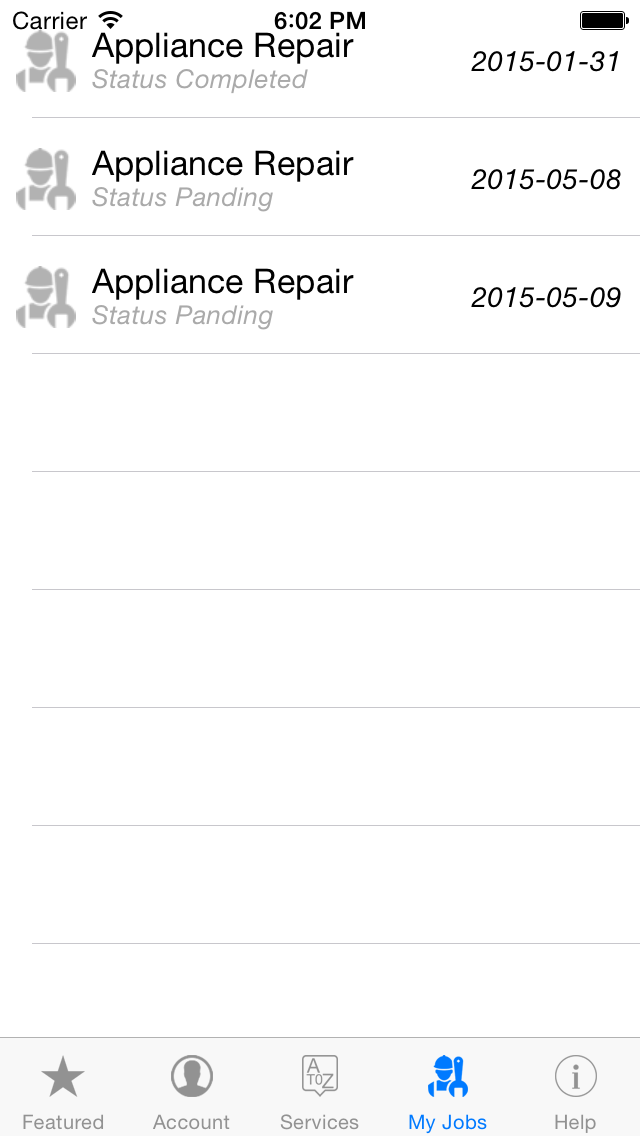 Carrier 6:02 PM
Appliance Repair
Status Completed
2015-01-31
Appliance Repair
Status Panding
2015-05-08
Appliance Repair
Status Panding
2015-05-09
A TO Z
Featured Account Services My Jobs Help